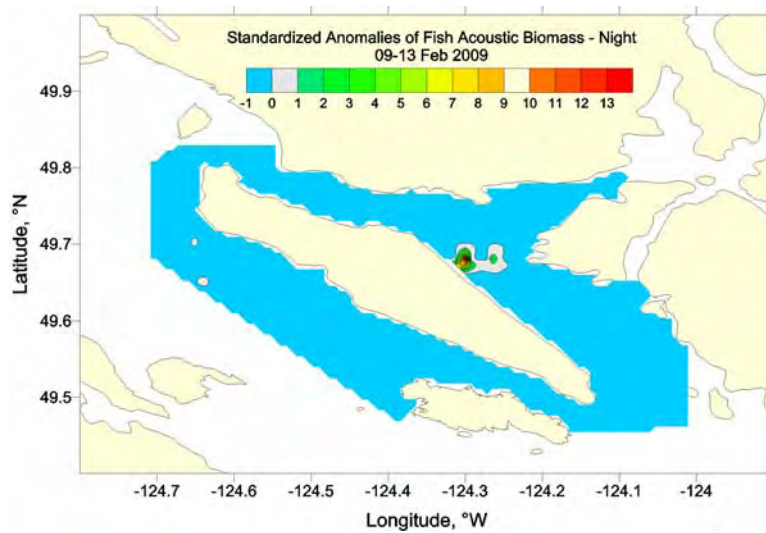 Standardized Anomalies of Fish Acoustic Biomass - Night
09-13 Feb 2009
-1 0 1 2 3 4 5 6 7 8 9 10 11 12 13
49.9
49.8
49.7
49.6
49.5
Latitude, °N
-124.7 -124.6 -124.5 -124.4 -124.3 -124.2 -124.1 -124
Longitude, °W